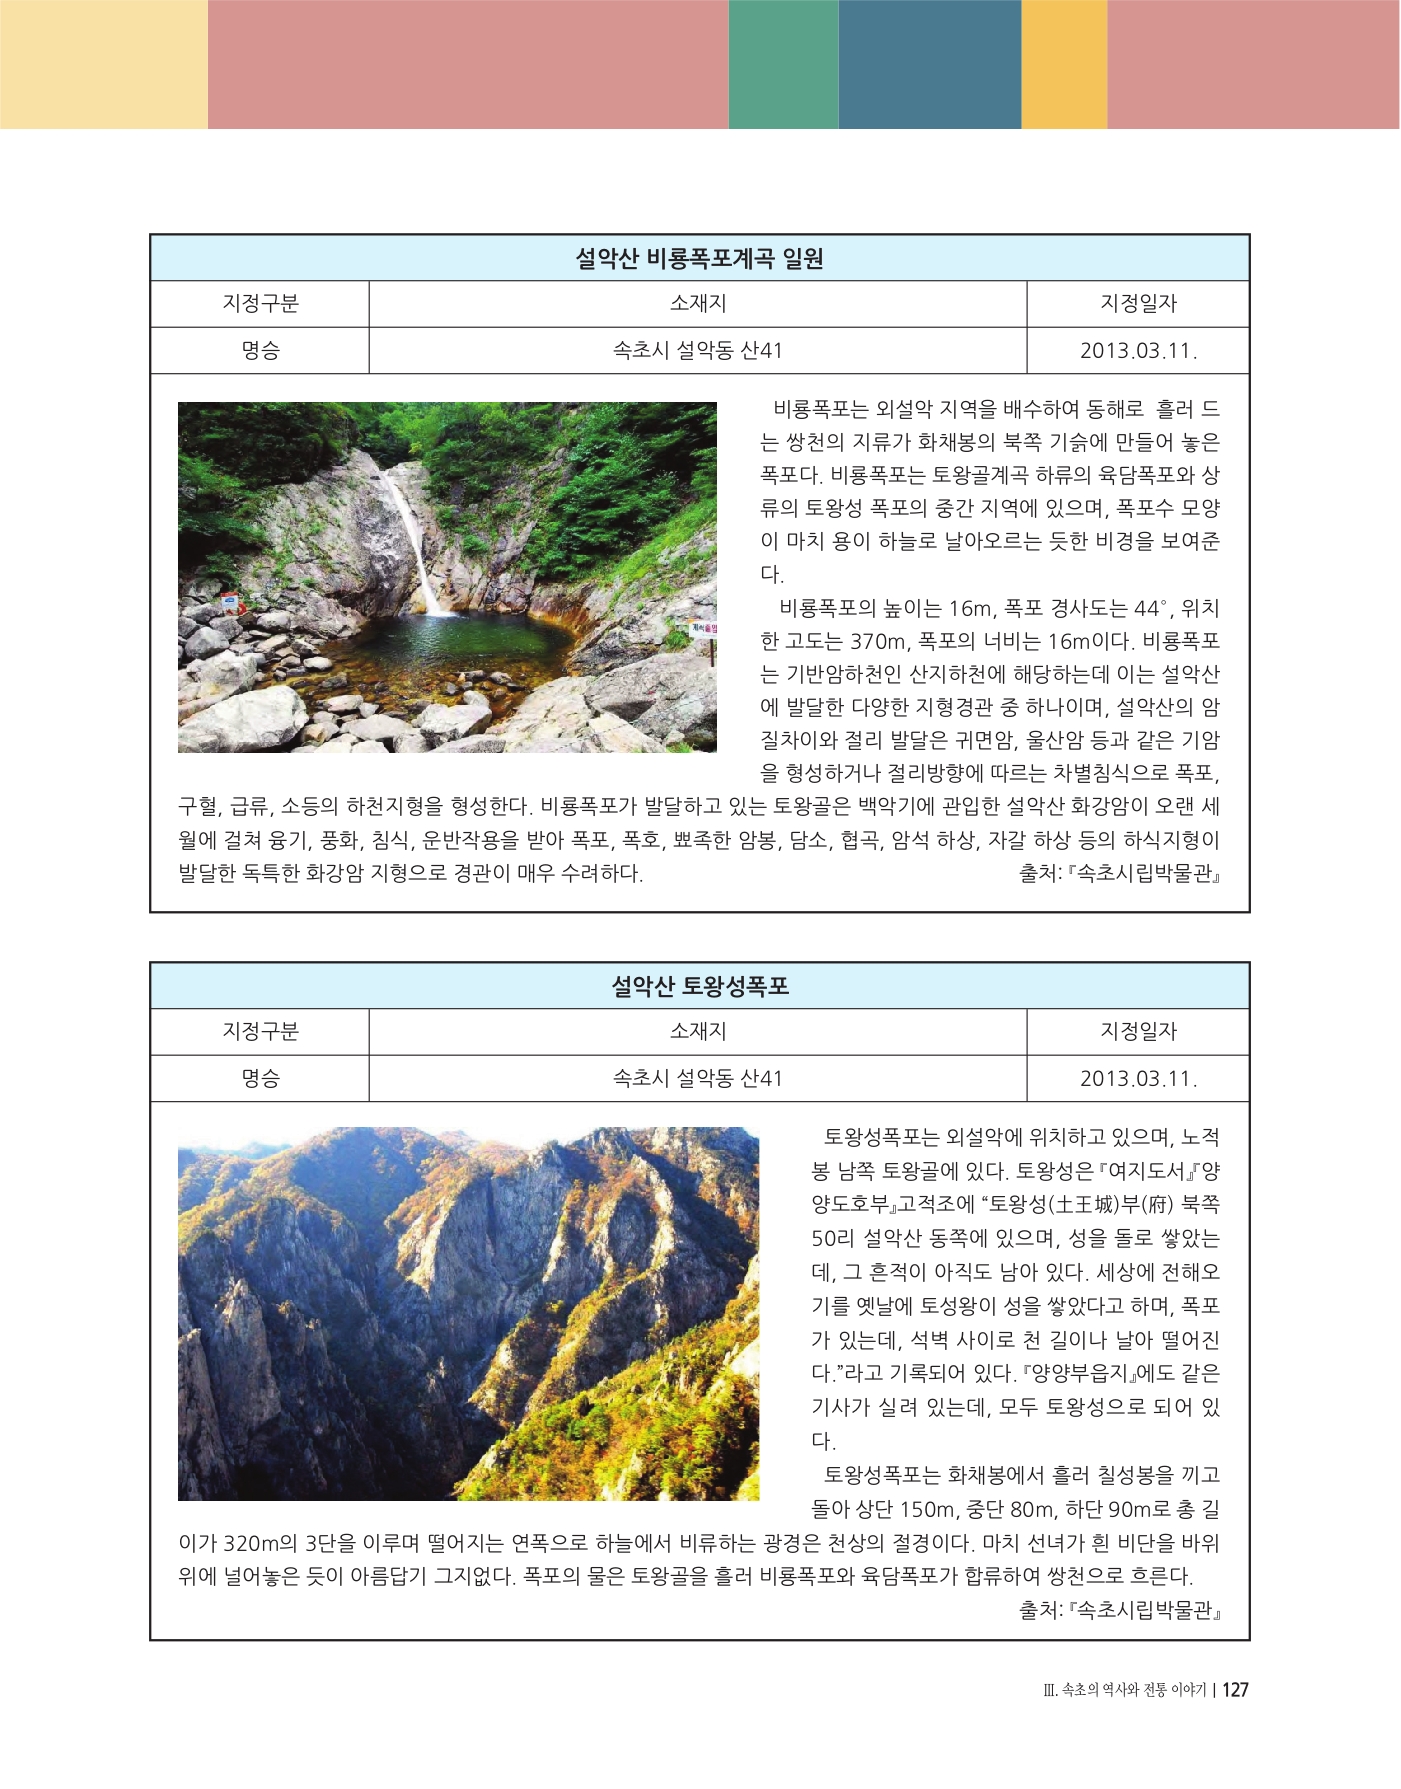 설악산 비룡폭포계곡 일원
지정구분 소재지 지정일자
명승 속초시 설악동 산41 2013.03.11.
비룡폭포는 외설악 지역을 배수하여 동해로 흘러 드
는 쌍천의 지류가 화채봉의 북쪽 기슭에 만들어 놓은
폭포다. 비룡폭포는 토왕골계곡 하류의 육담폭포와 상
류의 토왕성 폭포의 중간 지역에 있으며, 폭포수 모양
이 마치 용이 하늘로 날아오르는 듯한 비경을 보여준
다.
비룡폭포의 높이는 16m, 폭포 경사도는 44°, 위치
한 고도는 370m, 폭포의 너비는 16m이다. 비룡폭포
는 기반암하천인 산지하천에 해당하는데 이는 설악산
에 발달한 다양한 지형경관 중 하나이며, 설악산의 암
질차이와 절리 발달은 귀면암, 울산암 등과 같은 기암
을 형성하거나 절리방향에 따르는 차별침식으로 폭포,
구혈, 급류, 소등의 하천지형을 형성한다. 비룡폭포가 발달하고 있는 토왕골은 백악기에 관입한 설악산 화강암이 오랜 세
월에 걸쳐 융기, 풍화, 침식, 운반작용을 받아 폭포, 폭호, 뾰족한 암봉, 담소, 협곡, 암석 하상, 자갈 하상 등의 하식지형이
발달한 독특한 화강암 지형으로 경관이 매우 수려하다. 출처:『속초시립박물관』
설악산 토왕성폭포
지정구분 소재지 지정일자
명승 속초시 설악동 산41 2013.03.11.
토왕성폭포는 외설악에 위치하고 있으며, 노적
봉 남쪽 토왕골에 있다. 토왕성은『여지도서』『양
양도호부』고적조에 “토왕성(土王城)부(府) 북쪽
50리 설악산 동쪽에 있으며, 성을 돌로 쌓았는
데, 그 흔적이 아직도 남아 있다. 세상에 전해오
기를 옛날에 토성왕이 성을 쌓았다고 하며, 폭포
가 있는데, 석벽 사이로 천 길이나 날아 떨어진
다.”라고 기록되어 있다.『양양부읍지』에도 같은
기사가 실려 있는데, 모두 토왕성으로 되어 있
다.
토왕성폭포는 화채봉에서 흘러 칠성봉을 끼고
돌아 상단 150m, 중단 80m, 하단 90m로 총 길
이가 320m의 3단을 이루며 떨어지는 연폭으로 하늘에서 비류하는 광경은 천상의 절경이다. 마치 선녀가 흰 비단을 바위
위에 널어놓은 듯이 아름답기 그지없다. 폭포의 물은 토왕골을 흘러 비룡폭포와 육담폭포가 합류하여 쌍천으로 흐른다.
출처:『속초시립박물관』
Ⅲ. 속초의 역사와 전통 이야기 | 127